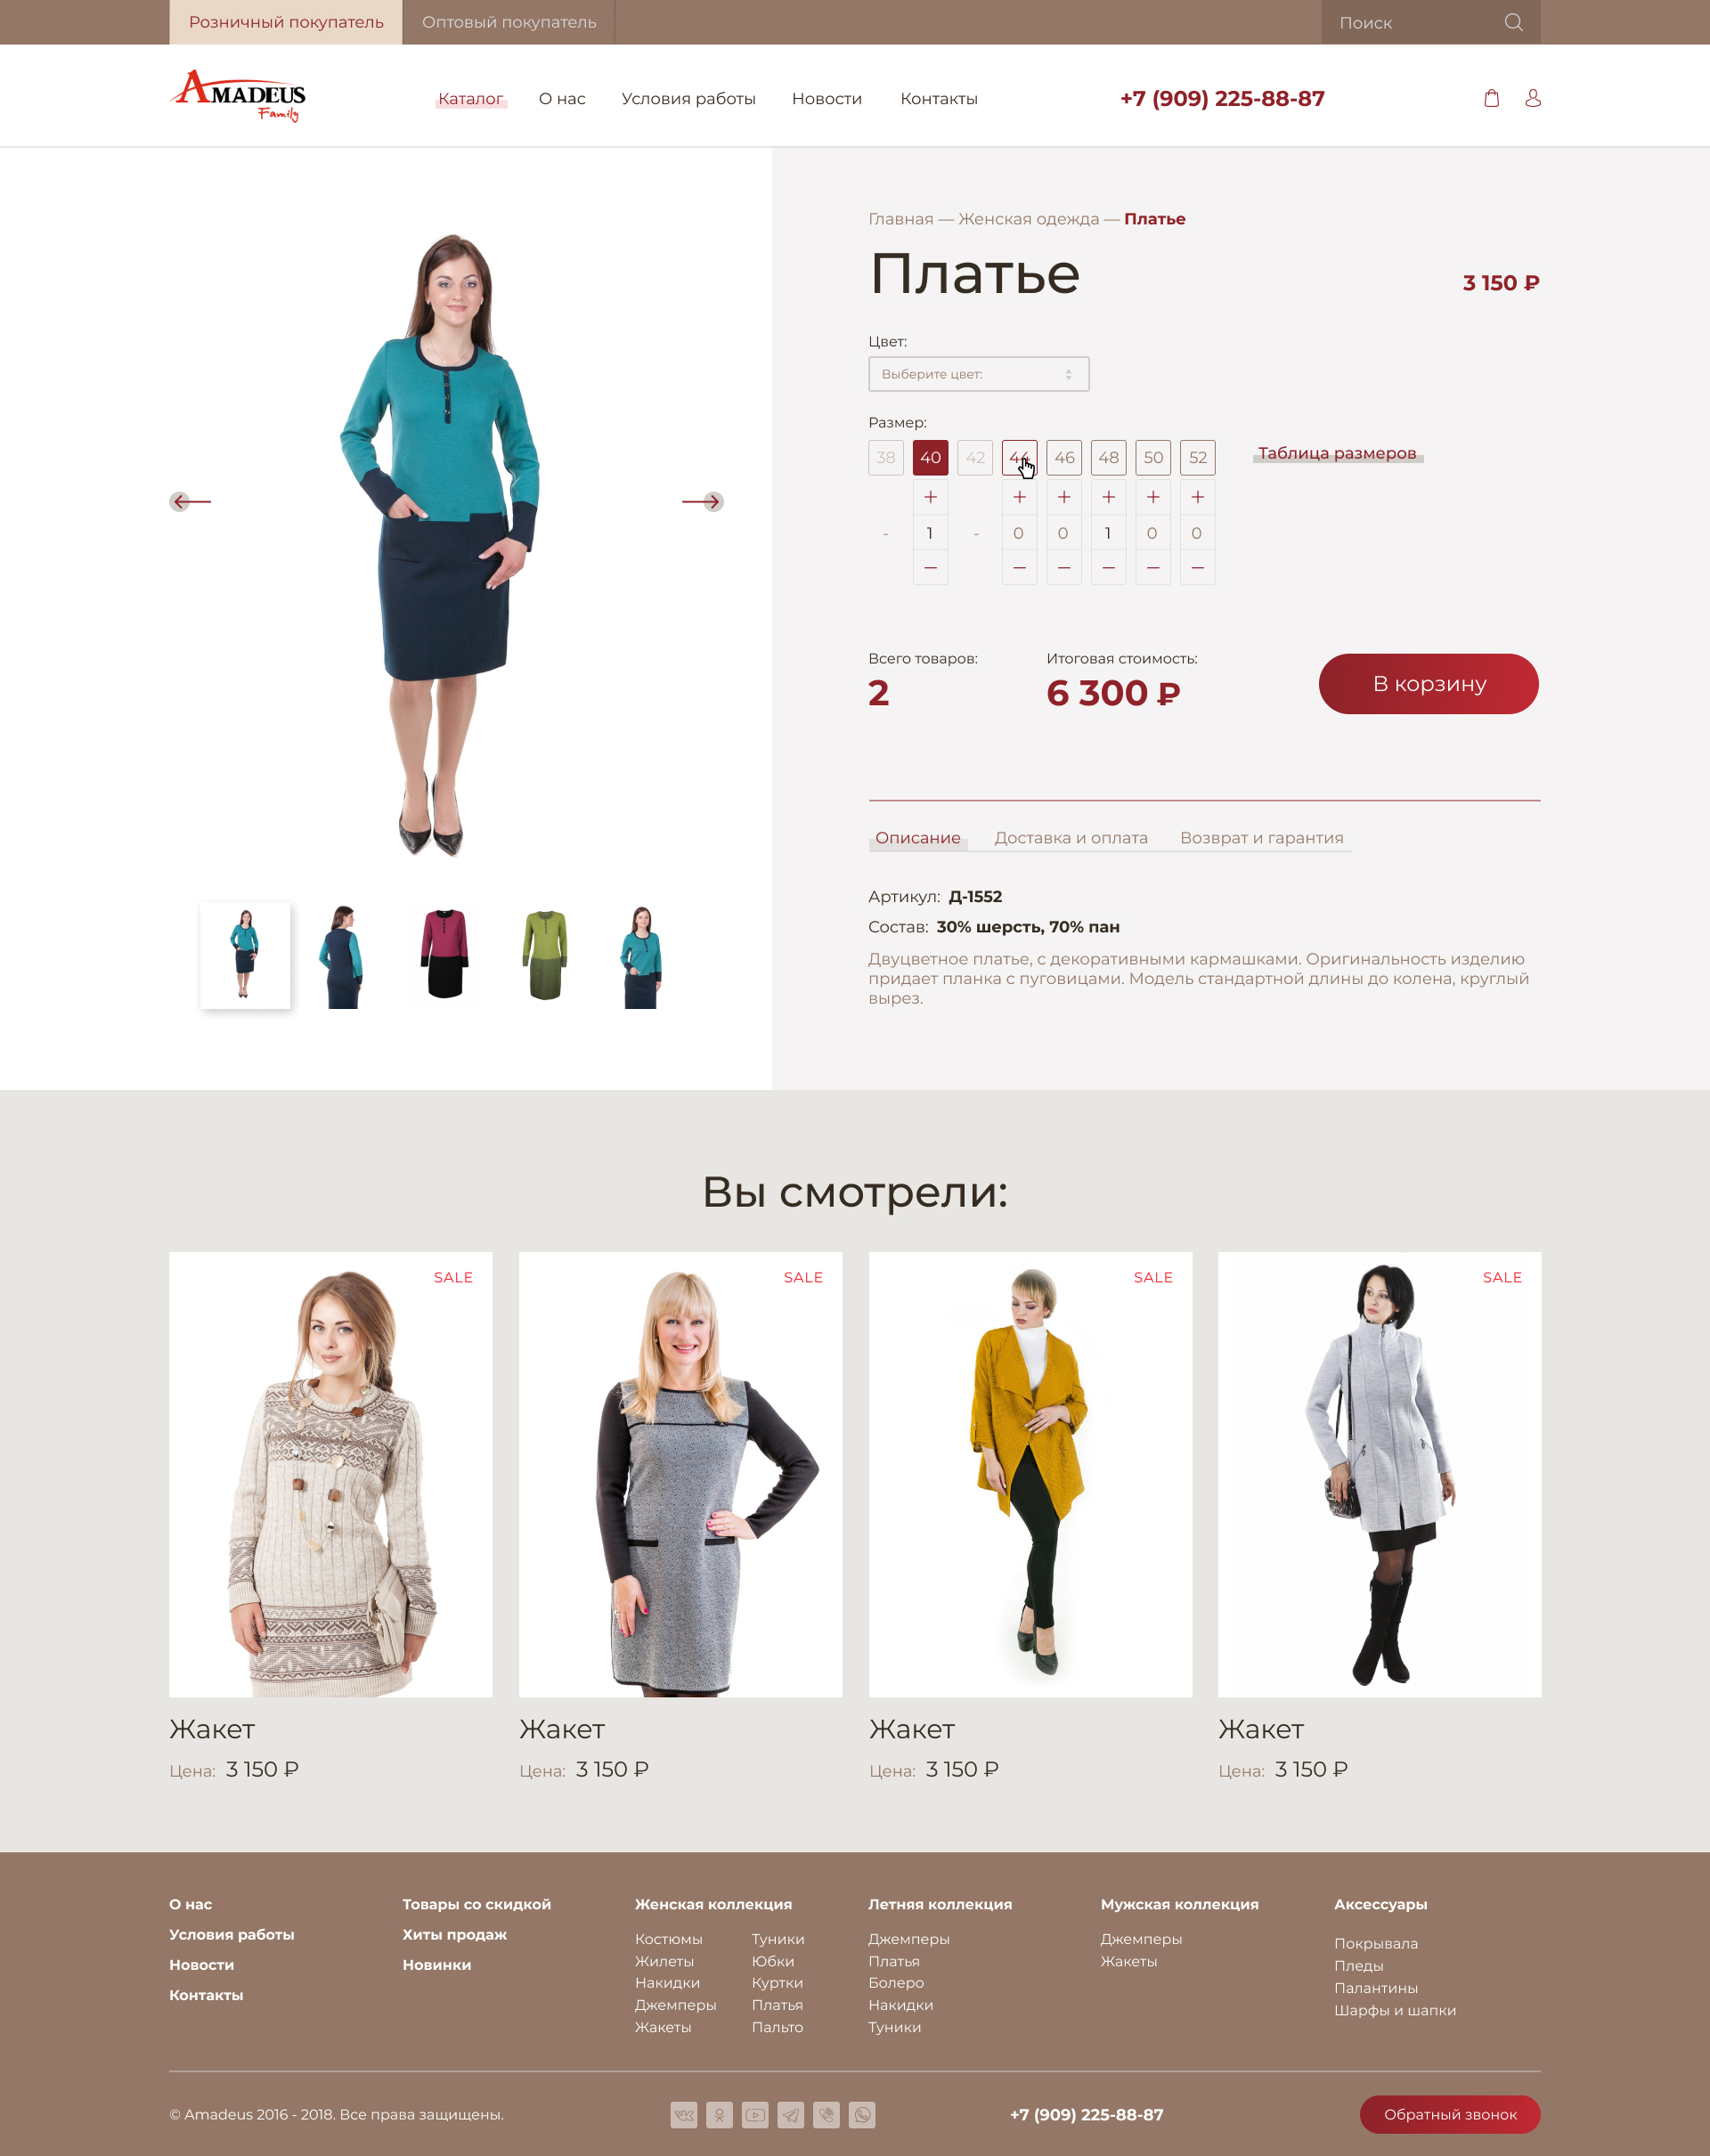 Розничный покупатель
Оптовый покупатель
Поиск
AMADEUS
Family
Каталог
О нас
Условия работы
Новости
Контакты
+7 (909) 225-88-87
Главная — Женская одежда — Платье
Платье
3 150 ₽
Цвет:
Выберите цвет:
Размер:
38 40 42 44 46 48 50 52
Таблица размеров
+ + + + + +
- 1 - 0 0 1 0 0
— — — — — —
Всего товаров:
2
Итоговая стоимость:
6 300 ₽
В корзину
Описание
Доставка и оплата
Возврат и гарантия
Артикул: Д-1552
Состав: 30% шерсть, 70% пан
Двуцветное платье, с декоративными кармашками. Оригинальность изделию
придает планка с пуговицами. Модель стандартной длины до колена, круглый
вырез.
Вы смотрели:
SALE
SALE
SALE
SALE
Жакет
Цена: 3 150 ₽
Жакет
Цена: 3 150 ₽
Жакет
Цена: 3 150 ₽
Жакет
Цена: 3 150 ₽
О нас
Условия работы
Новости
Контакты
Товары со скидкой
Хиты продаж
Новинки
Женская коллекция
Костюмы
Жилеты
Накидки
Джемперы
Жакеты
Туники
Юбки
Куртки
Платья
Пальто
Летняя коллекция
Джемперы
Платья
Болеро
Накидки
Туники
Мужская коллекция
Джемперы
Жакеты
Аксессуары
Покрывала
Пледы
Палантины
Шарфы и шапки
© Amadeus 2016 - 2018. Все права защищены.
+7 (909) 225-88-87
Обратный звонок